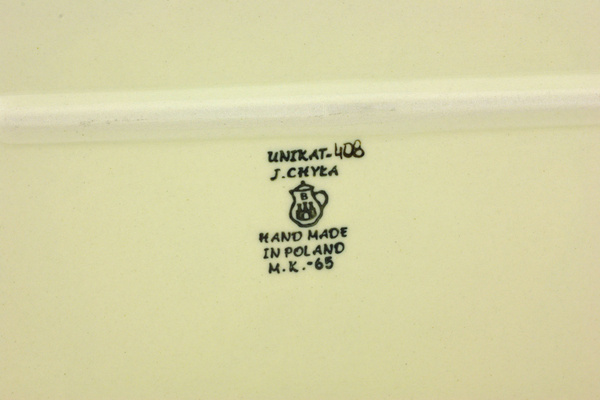 UNIKAT-408
J.CHYŁA
B
HAND MADE
IN POLAND
M.K.-65